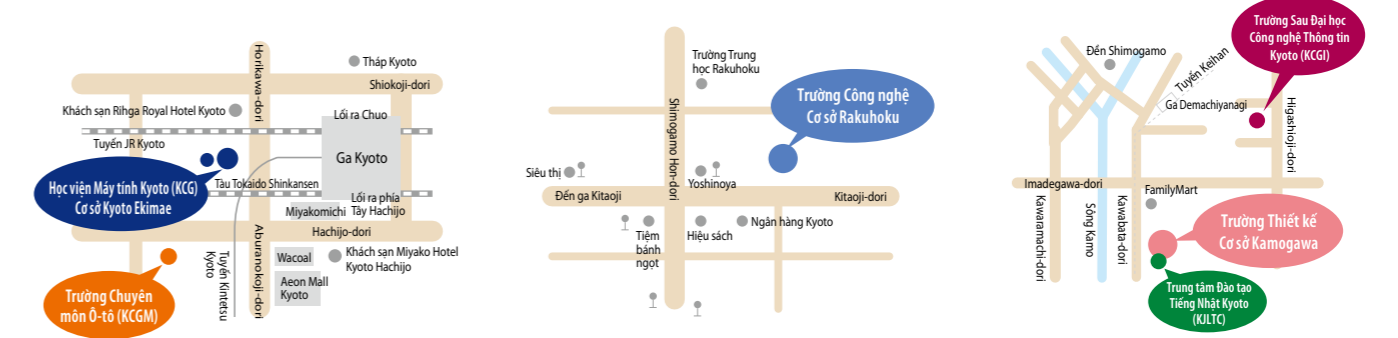 Horikawa-dori
Tháp Kyoto
Shiokoji-dori
Khách sạn Rihga Royal Hotel Kyoto
Lối ra Chuo
Tuyến JR Kyoto
Ga Kyoto
Học viện Máy tính Kyoto (KCG)
Cơ sở Kyoto Ekimae
Tàu Tokaido Shinkansen
Lối ra phía
Tây Hachijo
Miyakomichi
Hachijo-dori
Aburanokoji-dori
Tuyến Kintetsu
Kyoto
Wacoal
Khách sạn Miyako Hotel
Kyoto Hachijo
Aeon Mall
Kyoto
Trường Chuyên
môn Ô-tô (KCGM)
Trường Trung
học Rakuhoku
Shimogamo Hon-dori
Trường Công nghệ
Cơ sở Rakuhoku
Siêu thị
Yoshinoya
Đến ga Kitaoji
Kitaoji-dori
Tiệm
bánh
ngọt
Hiệu sách
Ngân hàng Kyoto
Trường Sau Đại học
Công nghệ Thông tin
Kyoto (KCGI)
Đền Shimogamo
Tuyến Keihan
Ga Demachiyanagi
Higashioji-dori
Imadegawa-dori
Kawaramachi-dori
Sông Kamo
Kawabata-dori
FamilyMart
Trường Thiết kế
Cơ sở Kamogawa
Trung tâm Đào tạo
Tiếng Nhật Kyoto
(KJLTC)